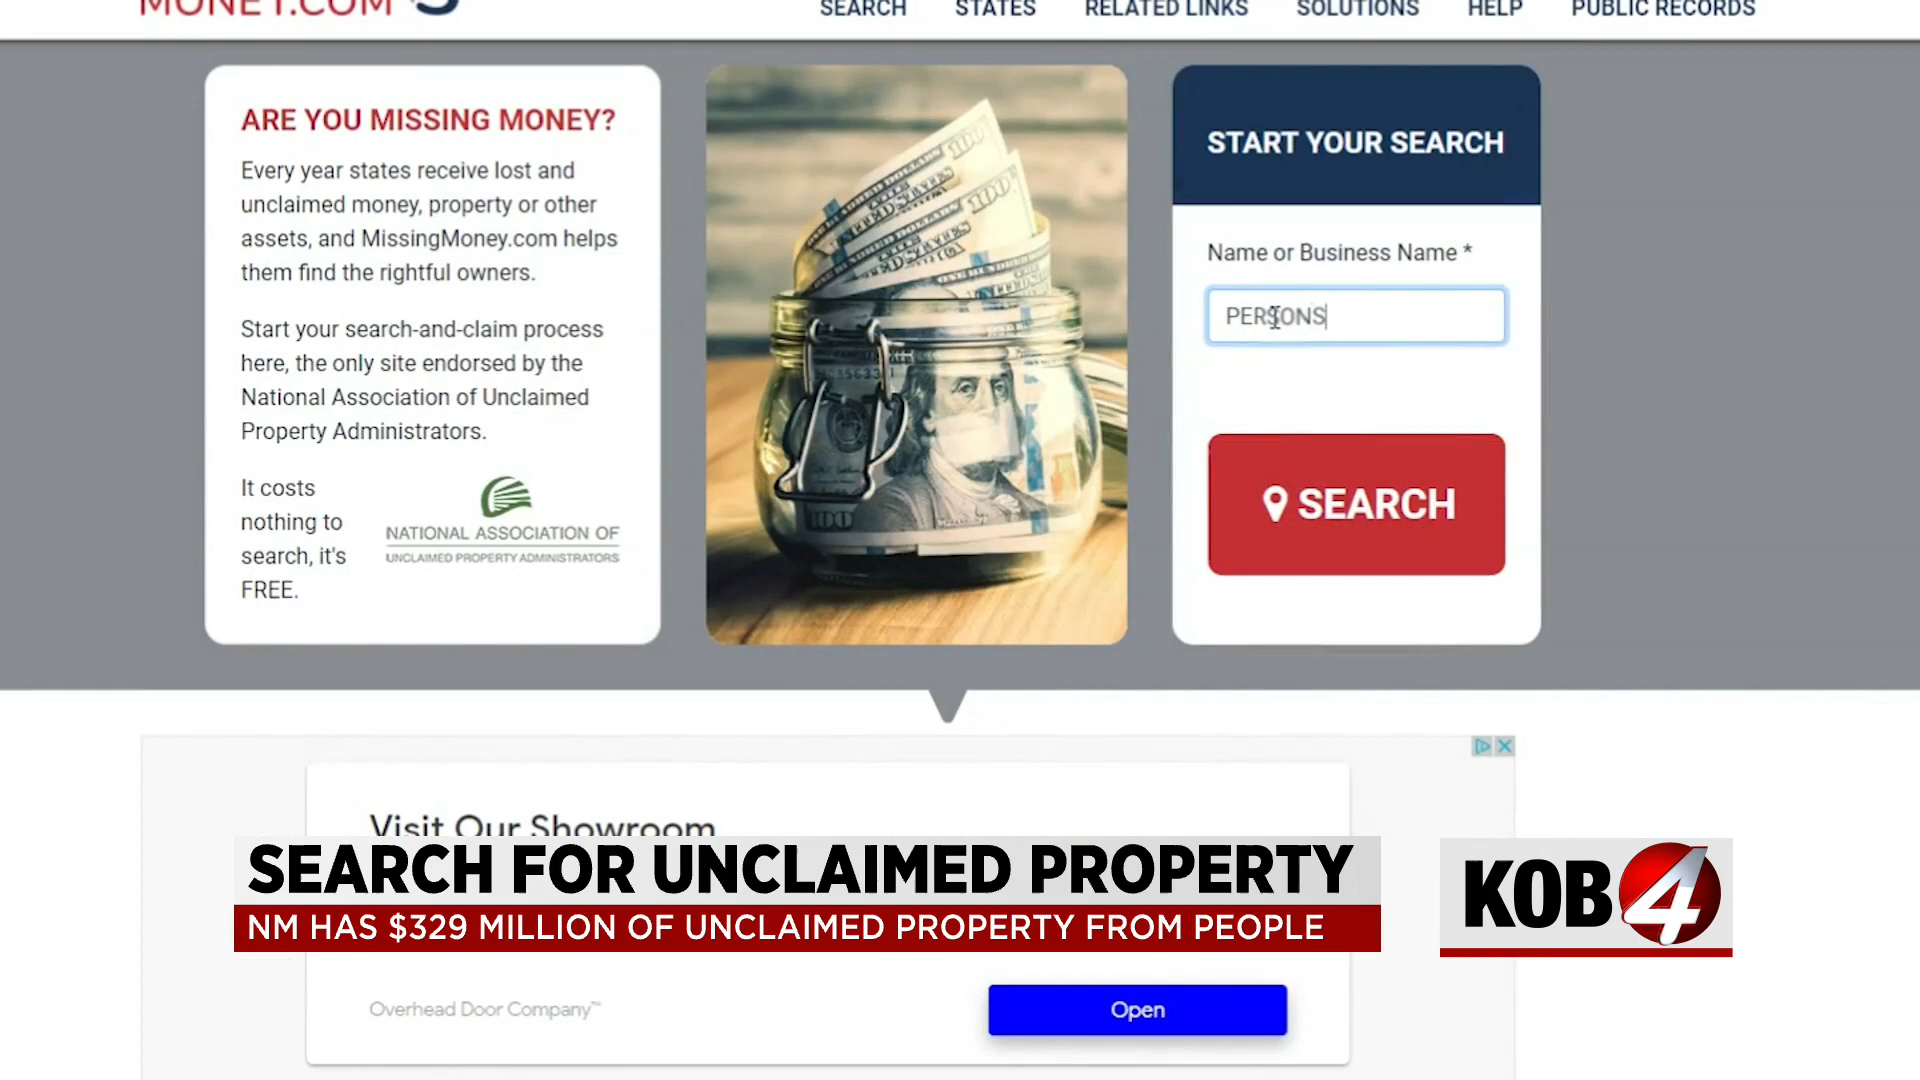 MONEY.COM
SEARCH STATES RELATED LINKS SOLUTIONS HELP PUBLIC RECORDS
ARE YOU MISSING MONEY?
Every year states receive lost and
unclaimed money, property or other
assets, and MissingMoney.com helps
them find the rightful owners.
Start your search-and-claim process
here, the only site endorsed by the
National Association of Unclaimed
Property Administrators.
It costs
nothing to
search, it's
FREE.
NATIONAL ASSOCIATION OF
UNCLAIMED PROPERTY ADMINISTRATORS
100
100
UNITED STATES
100
START YOUR SEARCH
Name or Business Name *
PERSONS
SEARCH
Visit Our Showroom
SEARCH FOR UNCLAIMED PROPERTY
NM HAS $329 MILLION OF UNCLAIMED PROPERTY FROM PEOPLE
KOB 4
Overhead Door Company™
Open